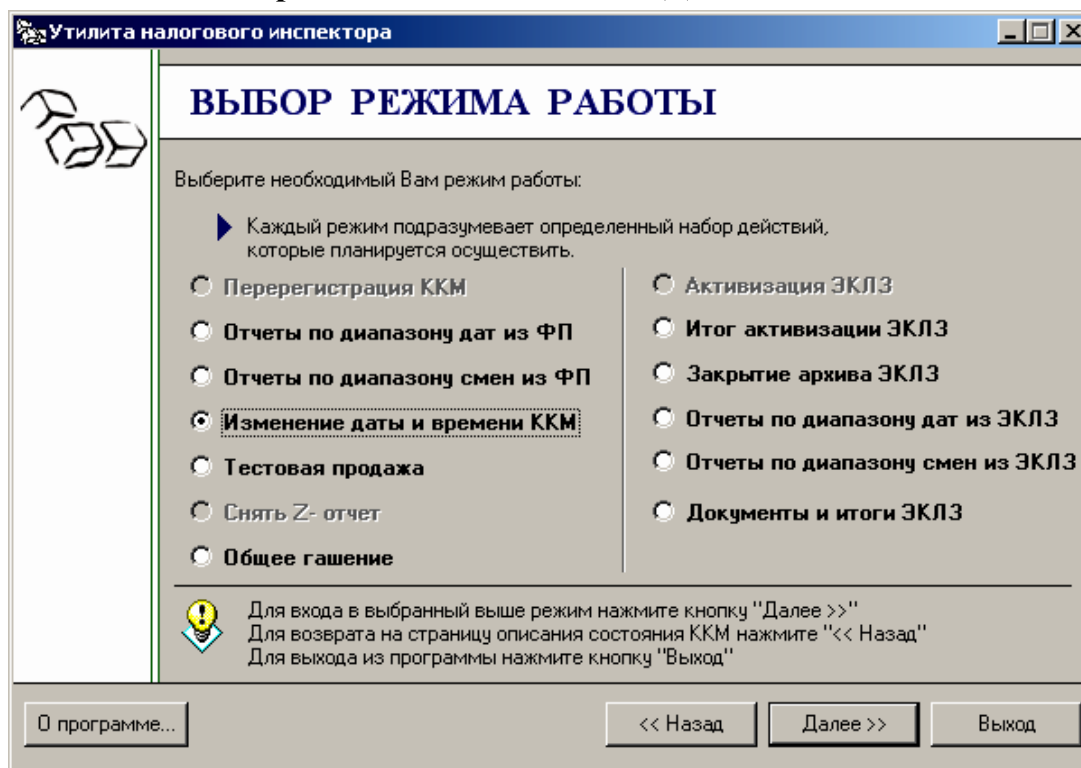 Утилита налогового инспектора
ВЫБОР РЕЖИМА РАБОТЫ
Выберите необходимый Вам режим работы:
Каждый режим подразумевает определенный набор действий,
которые планируется осуществить.
Перерегистрация ККМ
Отчеты по диапазону дат из ФП
Отчеты по диапазону смен из ФП
Изменение даты и времени ККМ
Тестовая продажа
Снять Z- отчет
Общее гашение
Активизация ЭКЛЗ
Итог активизации ЭКЛЗ
Закрытие архива ЭКЛЗ
Отчеты по диапазону дат из ЭКЛЗ
Отчеты по диапазону смен из ЭКЛЗ
Документы и итоги ЭКЛЗ
Для входа в выбранный выше режим нажмите кнопку "Далее >>"
Для возврата на страницу описания состояния ККМ нажмите "<< Назад"
Для выхода из программы нажмите кнопку "Выход"
О программе...
<< Назад
Далее >>
Выход